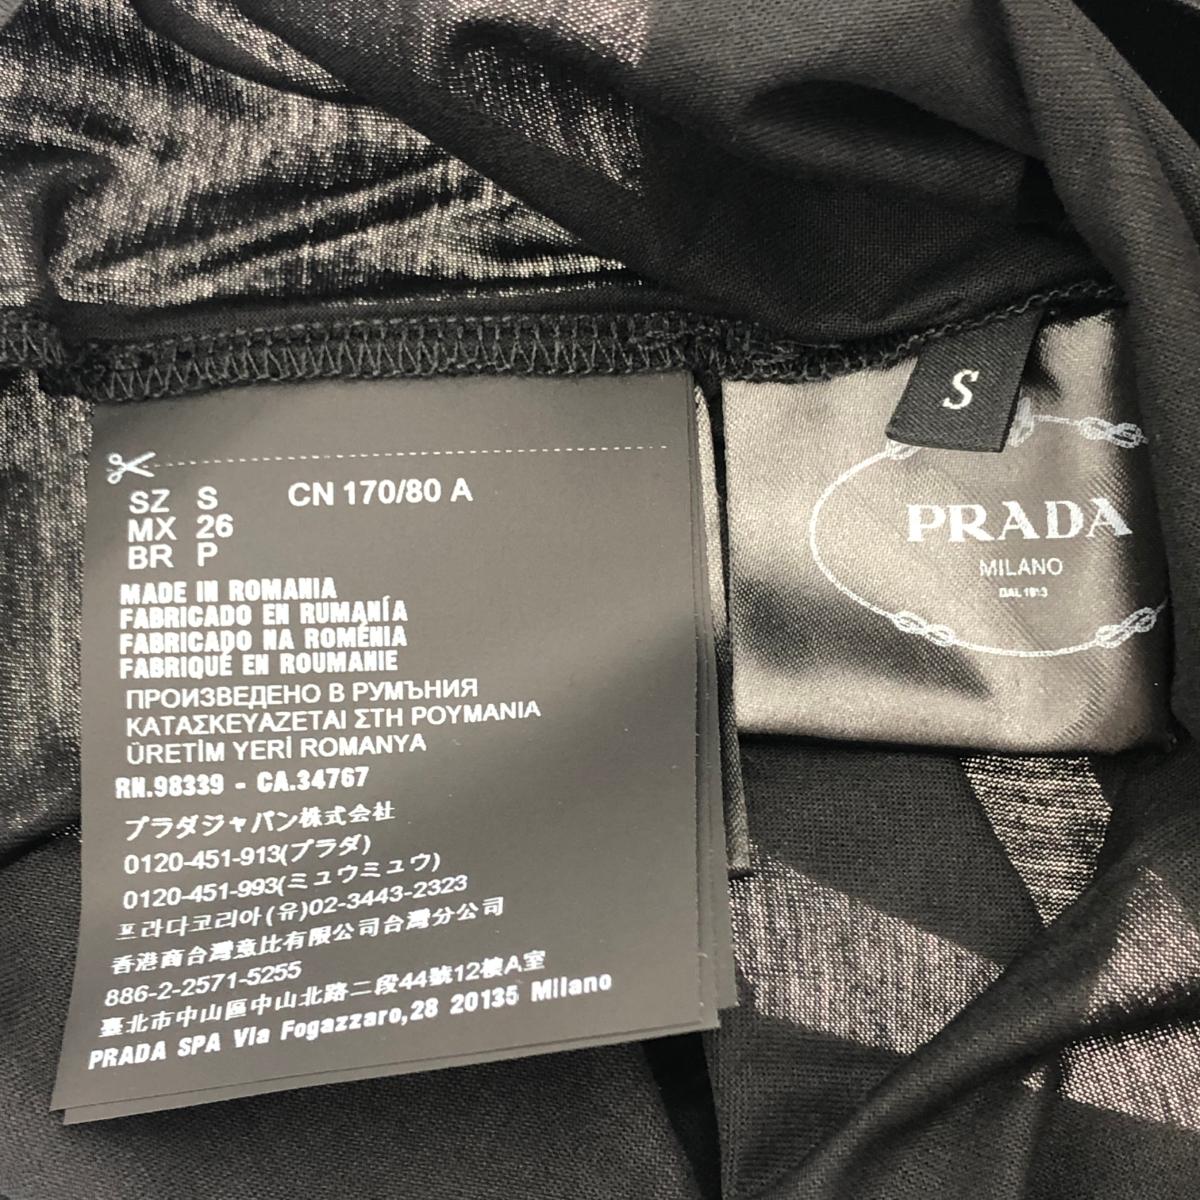 S
PRADA
MILANO
DAL 1913
SZ S CN 170/80 A
MX 26
BR P
MADE IN ROMANIA
FABRICADO EN RUMANÍA
FABRICADO NA ROMÉNIA
FABRIQUÉ EN ROUMANIE
ПРОИЗВЕДЕНО В РУМЪНИЯ
ΚΑΤΑΣΚΕΥΑΖΕΤΑΙ ΣΤΗ ΡΟΥΜΑΝΙΑ
ÜRETİM YERİ ROMANYA
RN.98339 - CA.34767
プラダジャパン株式会社
0120-451-913(プラダ)
0120-451-993(ミュウミュウ)
프라다코리아(유)02-3443-2323
香港商台灣意比有限公司台灣分公司
886-2-2571-5255
臺北市中山區中山北路二段44號12樓A室
PRADA SPA Via Fogazzaro,28 20135 Milano